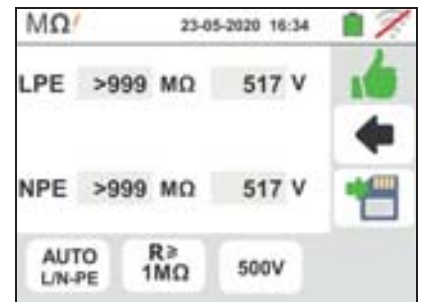 MΩ 23-05-2020 16:34
LPE >999 MΩ 517 V
NPE >999 MΩ 517 V
AUTO L/N-PE
R≥ 1MΩ
500V